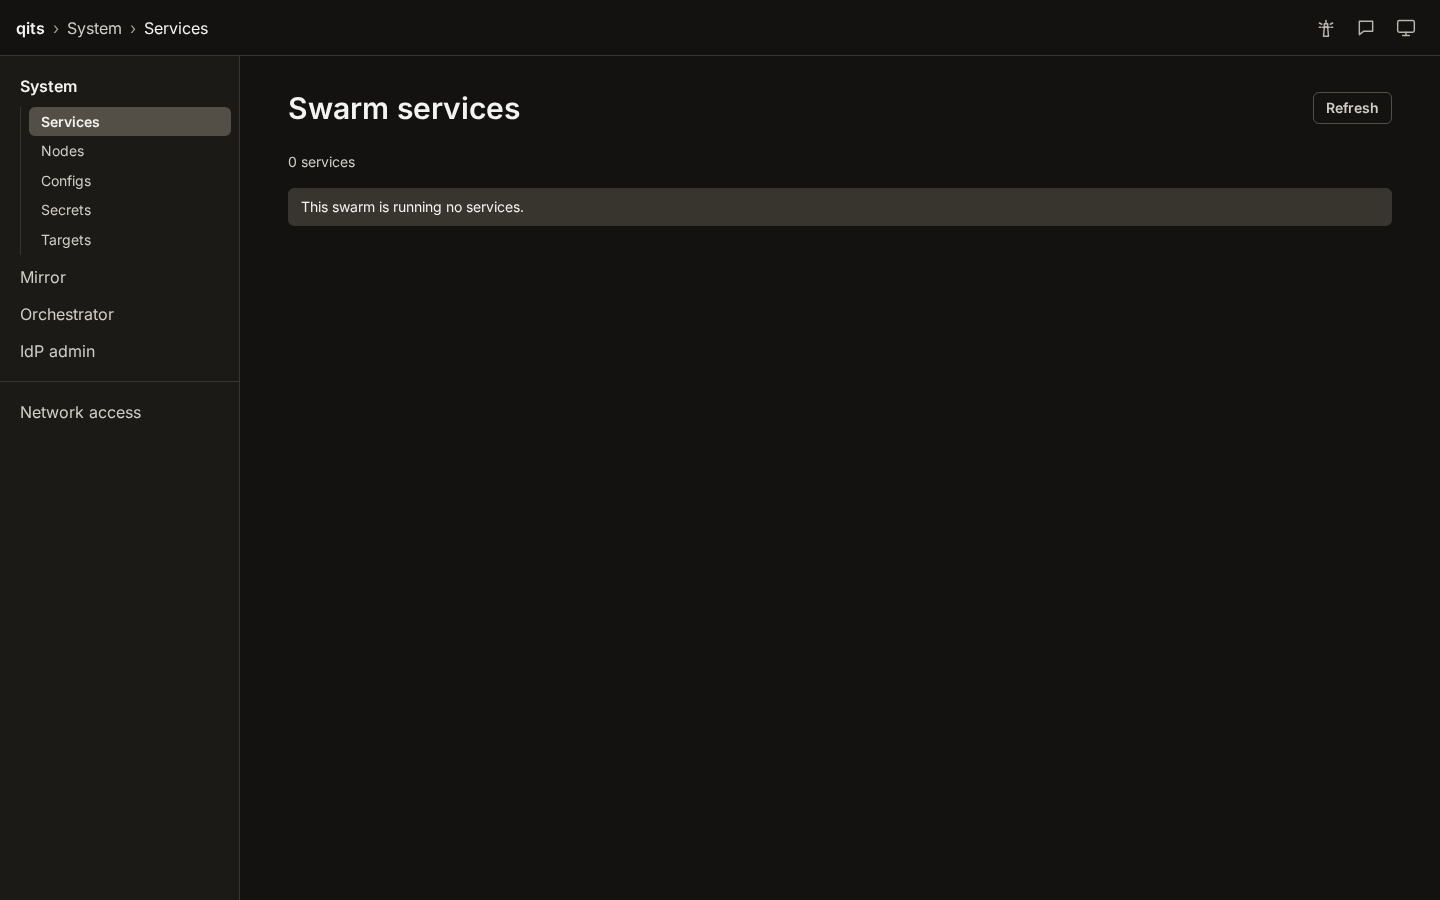 qits › System › Services
System
Services
Nodes
Configs
Secrets
Targets
Mirror
Orchestrator
IdP admin
Network access
Swarm services
Refresh
0 services
This swarm is running no services.